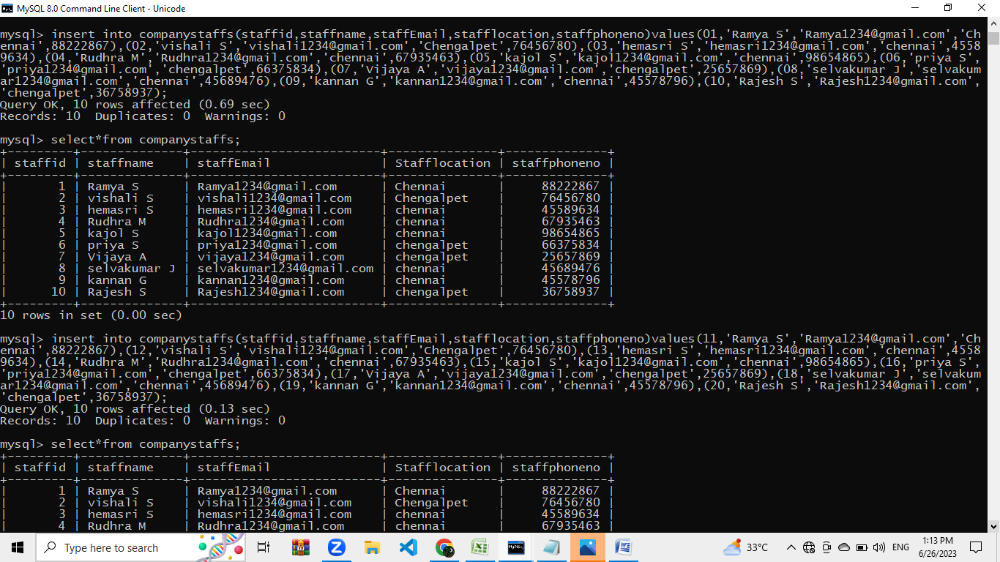 MySQL 8.0 Command Line Client - Unicode
mysql> insert into companystaffs(staffid,staffname,staffEmail,stafflocation,staffphoneno)values(01,'Ramya S','Ramya1234@gmail.com','Ch
ennai',88222867),(02,'vishali S','vishali1234@gmail.com','Chengalpet',76456780),(03,'hemasri S','hemasri1234@gmail.com','chennai',4558
9634),(04,'Rudhra M','Rudhra1234@gmail.com','chennai',67935463),(05,'kajol S','kajol1234@gmail.com','chennai',98654865),(06,'priya S',
'priya1234@gmail.com','chengalpet',66375834),(07,'Vijaya A','vijaya1234@gmail.com','chengalpet',25657869),(08,'selvakumar J','selvakum
ar1234@gmail.com','chennai',45689476),(09,'kannan G','kannan1234@gmail.com','chennai',45578796),(10,'Rajesh S','Rajesh1234@gmail.com',
'chengalpet',36758937);
Query OK, 10 rows affected (0.69 sec)
Records: 10  Duplicates: 0  Warnings: 0
mysql> select*from companystaffs;
+---------+--------------+--------------------------+---------------+--------------+
| staffid | staffname    | staffEmail               | Stafflocation | staffphoneno |
+---------+--------------+--------------------------+---------------+--------------+
|       1 | Ramya S      | Ramya1234@gmail.com      | Chennai       |     88222867 |
|       2 | vishali S    | vishali1234@gmail.com    | Chengalpet    |     76456780 |
|       3 | hemasri S    | hemasri1234@gmail.com    | chennai       |     45589634 |
|       4 | Rudhra M     | Rudhra1234@gmail.com     | chennai       |     67935463 |
|       5 | kajol S      | kajol1234@gmail.com      | chennai       |     98654865 |
|       6 | priya S      | priya1234@gmail.com      | chengalpet    |     66375834 |
|       7 | Vijaya A     | vijaya1234@gmail.com     | chengalpet    |     25657869 |
|       8 | selvakumar J | selvakumar1234@gmail.com | chennai       |     45689476 |
|       9 | kannan G     | kannan1234@gmail.com     | chennai       |     45578796 |
|      10 | Rajesh S     | Rajesh1234@gmail.com     | chengalpet    |     36758937 |
+---------+--------------+--------------------------+---------------+--------------+
10 rows in set (0.00 sec)
mysql> insert into companystaffs(staffid,staffname,staffEmail,stafflocation,staffphoneno)values(11,'Ramya S','Ramya1234@gmail.com','Ch
ennai',88222867),(12,'vishali S','vishali1234@gmail.com','Chengalpet',76456780),(13,'hemasri S','hemasri1234@gmail.com','chennai',4558
9634),(14,'Rudhra M','Rudhra1234@gmail.com','chennai',67935463),(15,'kajol S','kajol1234@gmail.com','chennai',98654865),(16,'priya S',
'priya1234@gmail.com','chengalpet',66375834),(17,'Vijaya A','vijaya1234@gmail.com','chengalpet',25657869),(18,'selvakumar J','selvakum
ar1234@gmail.com','chennai',45689476),(19,'kannan G','kannan1234@gmail.com','chennai',45578796),(20,'Rajesh S','Rajesh1234@gmail.com',
'chengalpet',36758937);
Query OK, 10 rows affected (0.13 sec)
Records: 10  Duplicates: 0  Warnings: 0
mysql> select*from companystaffs;
+---------+--------------+--------------------------+---------------+--------------+
| staffid | staffname    | staffEmail               | Stafflocation | staffphoneno |
+---------+--------------+--------------------------+---------------+--------------+
|       1 | Ramya S      | Ramya1234@gmail.com      | Chennai       |     88222867 |
|       2 | vishali S    | vishali1234@gmail.com    | Chengalpet    |     76456780 |
|       3 | hemasri S    | hemasri1234@gmail.com    | chennai       |     45589634 |
|       4 | Rudhra M     | Rudhra1234@gmail.com     | chennai       |     67935463 |
Type here to search
33°C
ENG
1:13 PM
6/26/2023